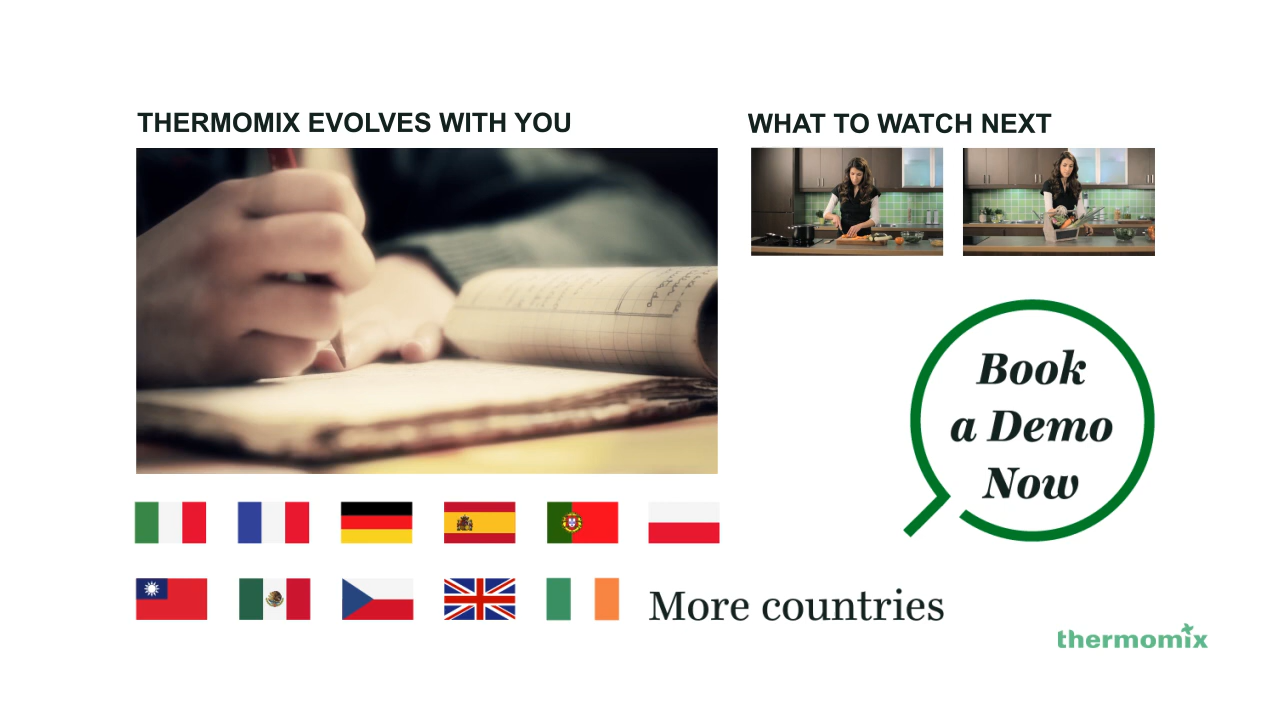 THERMOMIX EVOLVES WITH YOU
WHAT TO WATCH NEXT
Book
a Demo
Now
More countries
thermomix